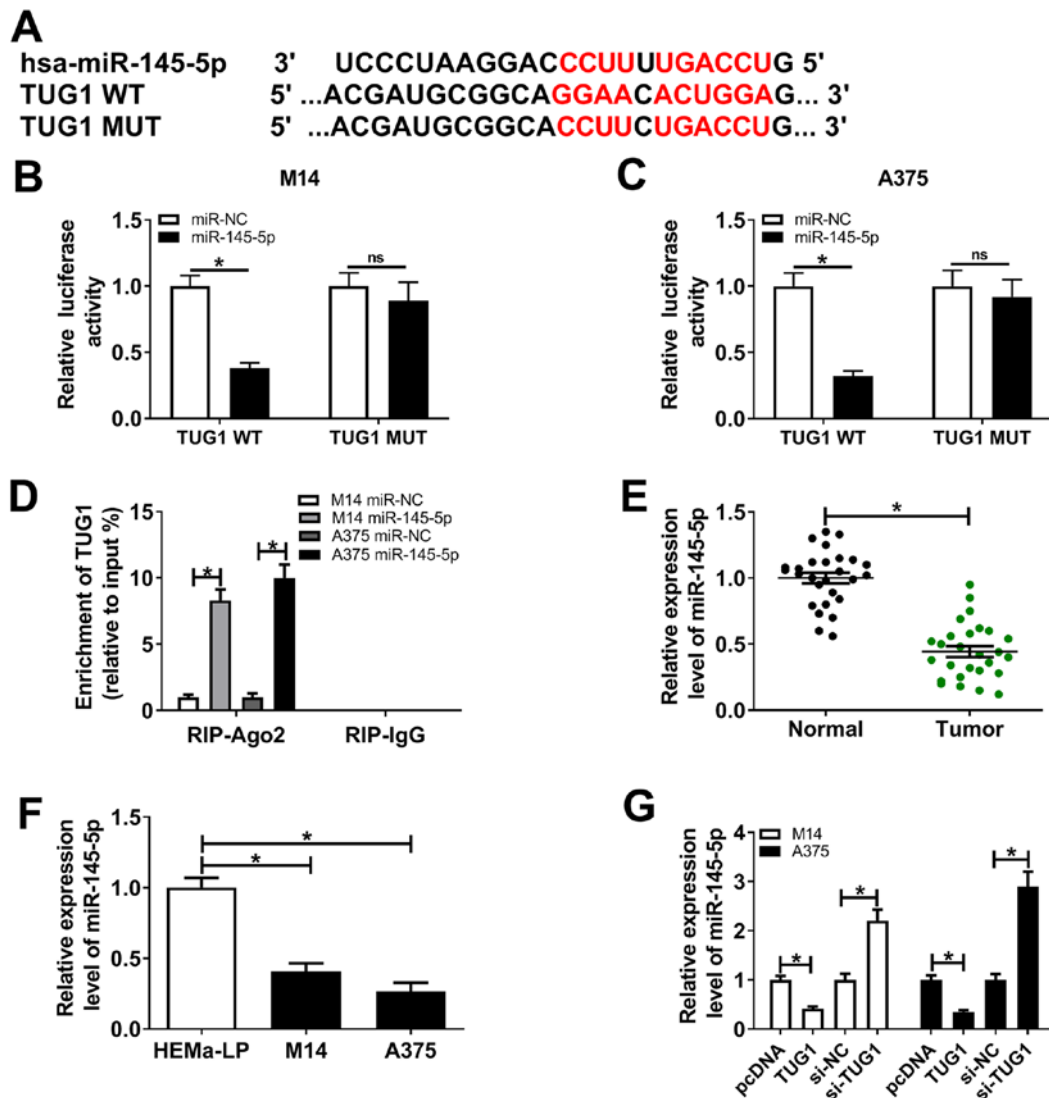 A
hsa-miR-145-5p 3' UCCCUAAGGACCCUUUUGACCUG 5'
TUG1 WT 5' ...ACGAUGCGGCAGGAACACUGGAG... 3'
TUG1 MUT 5' ...ACGAUGCGGCACCUUCUGACCUG... 3'
B
M14
miR-NC
miR-145-5p
Relative luciferase
activity
1.5
1.0
0.5
0.0
*
ns
TUG1 WT
TUG1 MUT
C
A375
miR-NC
miR-145-5p
Relative luciferase
activity
1.5
1.0
0.5
0.0
*
ns
TUG1 WT
TUG1 MUT
D
M14 miR-NC
M14 miR-145-5p
A375 miR-NC
A375 miR-145-5p
Enrichment of TUG1
(relative to input %)
15
10
5
0
*
*
RIP-Ago2
RIP-IgG
E
Relative expression
level of miR-145-5p
1.5
1.0
0.5
0.0
*
Normal
Tumor
F
Relative expression
level of miR-145-5p
1.5
1.0
0.5
0.0
*
*
HEMa-LP
M14
A375
G
M14
A375
Relative expression
level of miR-145-5p
4
3
2
1
0
*
*
*
*
pcDNA
TUG1
si-NC
si-TUG1
pcDNA
TUG1
si-NC
si-TUG1